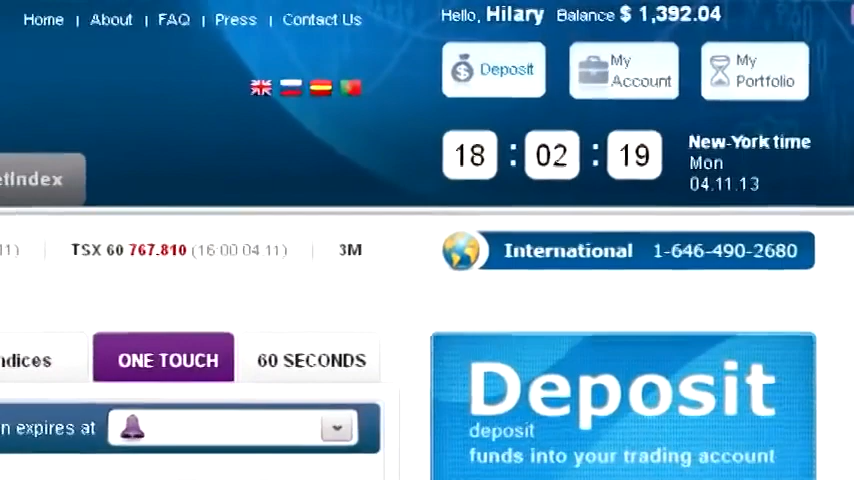 Home | About | FAQ | Press | Contact Us
Hello, Hilary Balance $ 1,392.04
Deposit
My Account
My Portfolio
18 : 02 : 19
New-York time
Mon
04.11.13
etIndex
11) | TSX 60 767.810 (16:00 04.11) | 3M
International 1-646-490-2680
ndices
ONE TOUCH
60 SECONDS
n expires at
Deposit
deposit
funds into your trading account